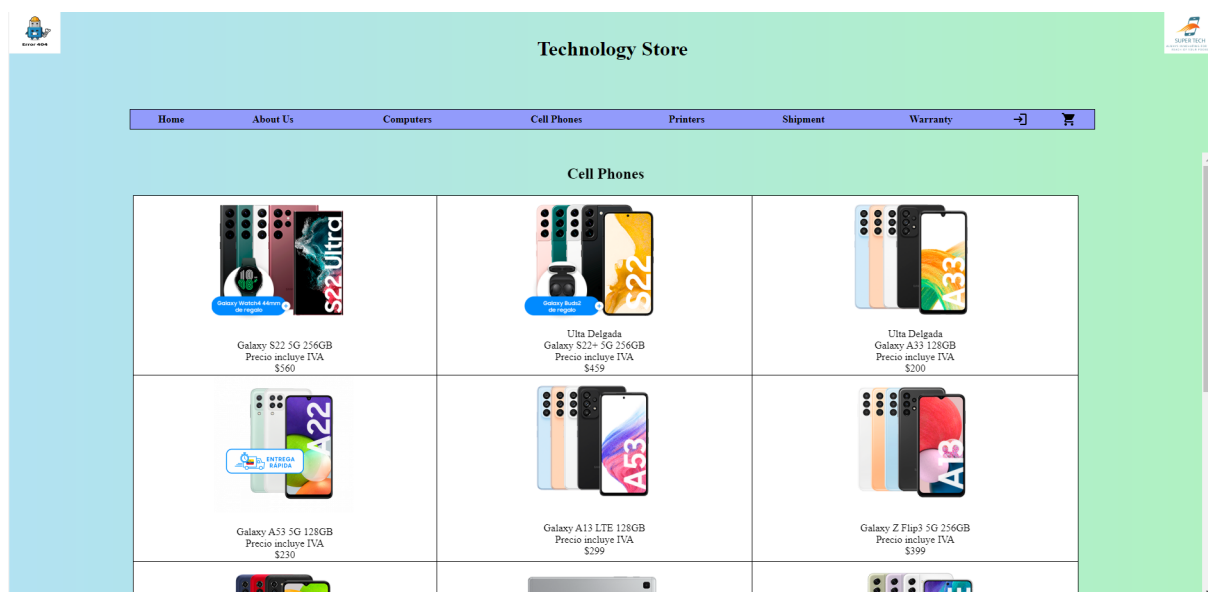 Error 404
SUPER TECH
Technology Store
Home About Us Computers Cell Phones Printers Shipment Warranty
Cell Phones
S22 Ultra
Galaxy Watch4 44mm
de regalo
Galaxy S22 5G 256GB
Precio incluye IVA
$560
S22
Galaxy Buds2
de regalo
Ulta Delgada
Galaxy S22+ 5G 256GB
Precio incluye IVA
$459
A33
Ulta Delgada
Galaxy A33 128GB
Precio incluye IVA
$200
A22
ENTREGA
RÁPIDA
Galaxy A53 5G 128GB
Precio incluye IVA
$230
A53
Galaxy A13 LTE 128GB
Precio incluye IVA
$299
A13
Galaxy Z Flip3 5G 256GB
Precio incluye IVA
$399